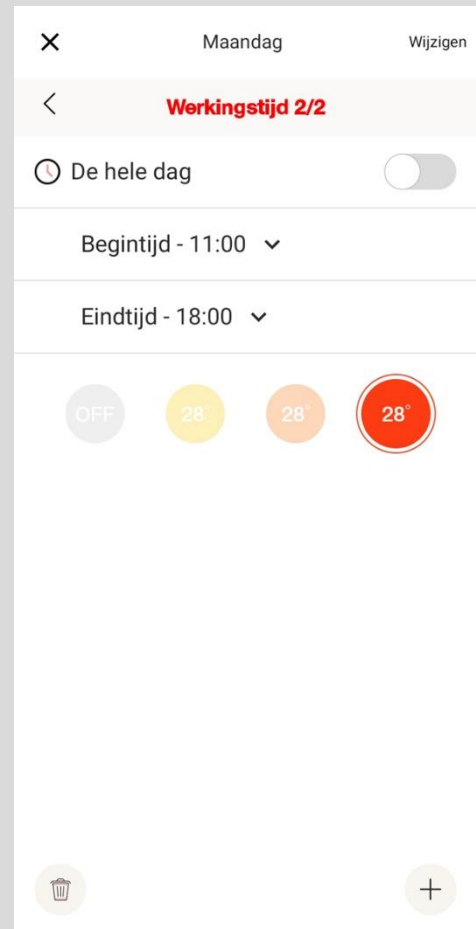 Maandag Wijzigen
Werkingstijd 2/2
De hele dag
Begintijd - 11:00
Eindtijd - 18:00
OFF 28° 28° 28°